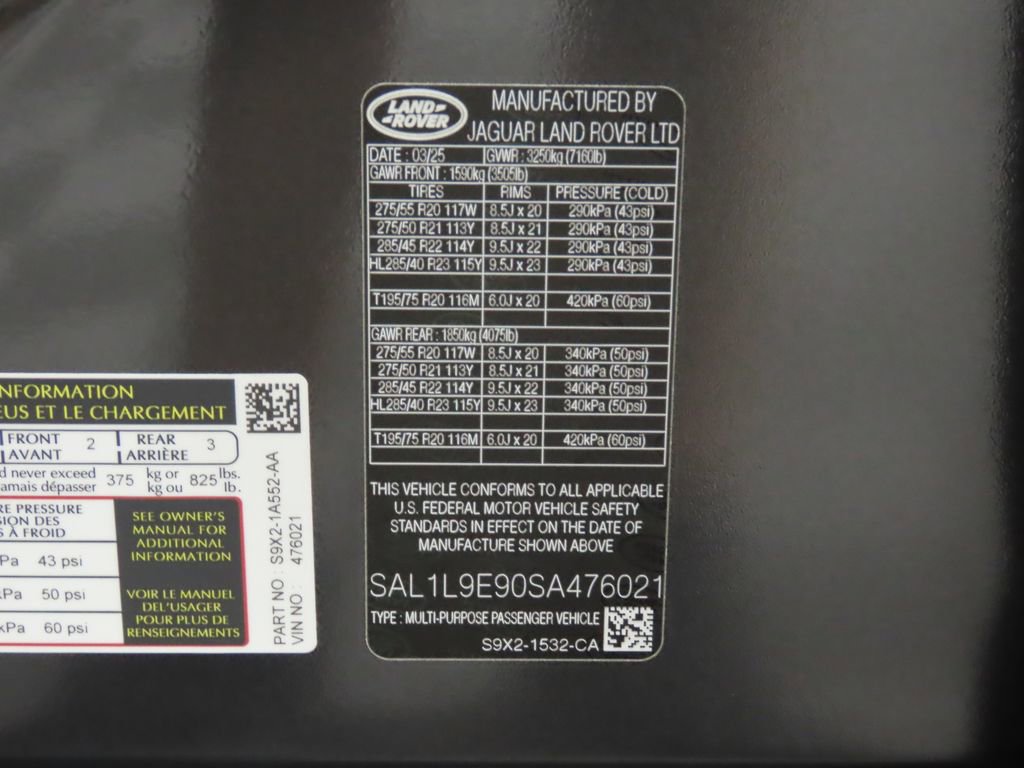 LAND-
-ROVER
MANUFACTURED BY
JAGUAR LAND ROVER LTD
DATE : 03/25 GVWR : 3250kg (7160lb)
GAWR FRONT : 1590kg (3505lb)
TIRES RIMS PRESSURE (COLD)
275/55 R20 117W 8.5J x 20 290kPa (43psi)
275/50 R21 113Y 8.5J x 21 290kPa (43psi)
285/45 R22 114Y 9.5J x 22 290kPa (43psi)
HL285/40 R23 115Y 9.5J x 23 290kPa (43psi)
T195/75 R20 116M 6.0J x 20 420kPa (60psi)
GAWR REAR : 1850kg (4075lb)
275/55 R20 117W 8.5J x 20 340kPa (50psi)
275/50 R21 113Y 8.5J x 21 340kPa (50psi)
285/45 R22 114Y 9.5J x 22 340kPa (50psi)
HL285/40 R23 115Y 9.5J x 23 340kPa (50psi)
T195/75 R20 116M 6.0J x 20 420kPa (60psi)
THIS VEHICLE CONFORMS TO ALL APPLICABLE
U.S. FEDERAL MOTOR VEHICLE SAFETY
STANDARDS IN EFFECT ON THE DATE OF
MANUFACTURE SHOWN ABOVE
SAL1L9E90SA476021
TYPE : MULTI-PURPOSE PASSENGER VEHICLE
S9X2-1532-CA
NFORMATION
EUS ET LE CHARGEMENT
FRONT 2 REAR 3
AVANT ARRIÈRE
d never exceed 375 kg or 825 lbs.
amais dépasser kg ou lb.
RE PRESSURE
SION DES
S À FROID
Pa 43 psi
kPa 50 psi
kPa 60 psi
SEE OWNER'S
MANUAL FOR
ADDITIONAL
INFORMATION
VOIR LE MANUEL
DEL'USAGER
POUR PLUS DE
RENSEIGNEMENTS
PART NO : S9X2-1A552-AA
VIN NO : 476021